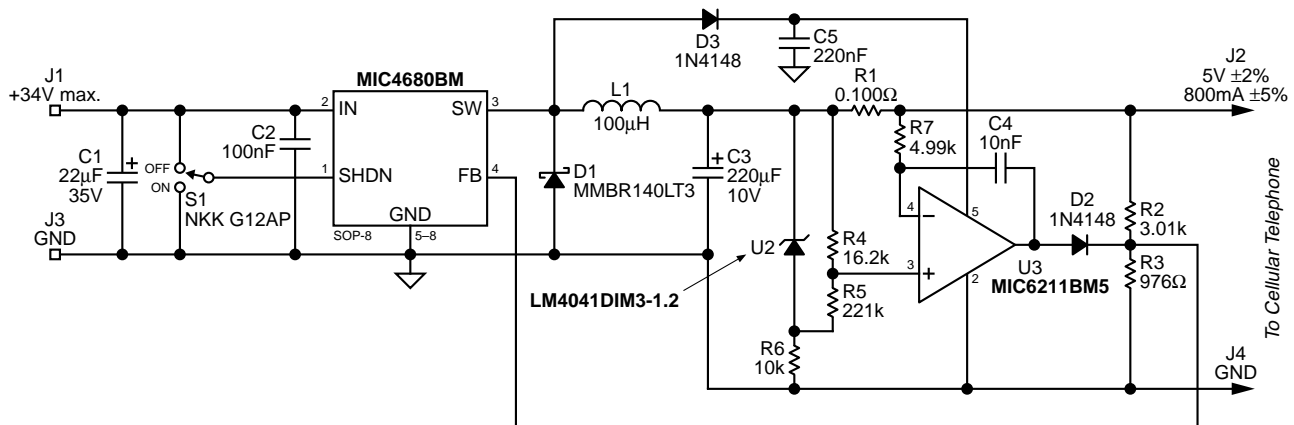 J1
+34V max.
C1
22µF
35V
J3
GND
OFF
ON
S1
NKK G12AP
C2
100nF
MIC4680BM
2
IN
SW
3
1
SHDN
FB
4
GND
SOP-8
5–8
L1
100µH
D1
MMBR140LT3
D3
1N4148
C5
220nF
C3
220µF
10V
R1
0.100Ω
J2
5V ±2%
800mA ±5%
R7
4.99k
C4
10nF
U2
LM4041DIM3-1.2
R4
16.2k
R5
221k
R6
10k
4
5
3
2
U3
MIC6211BM5
D2
1N4148
R2
3.01k
R3
976Ω
J4
GND
To Cellular Telephone